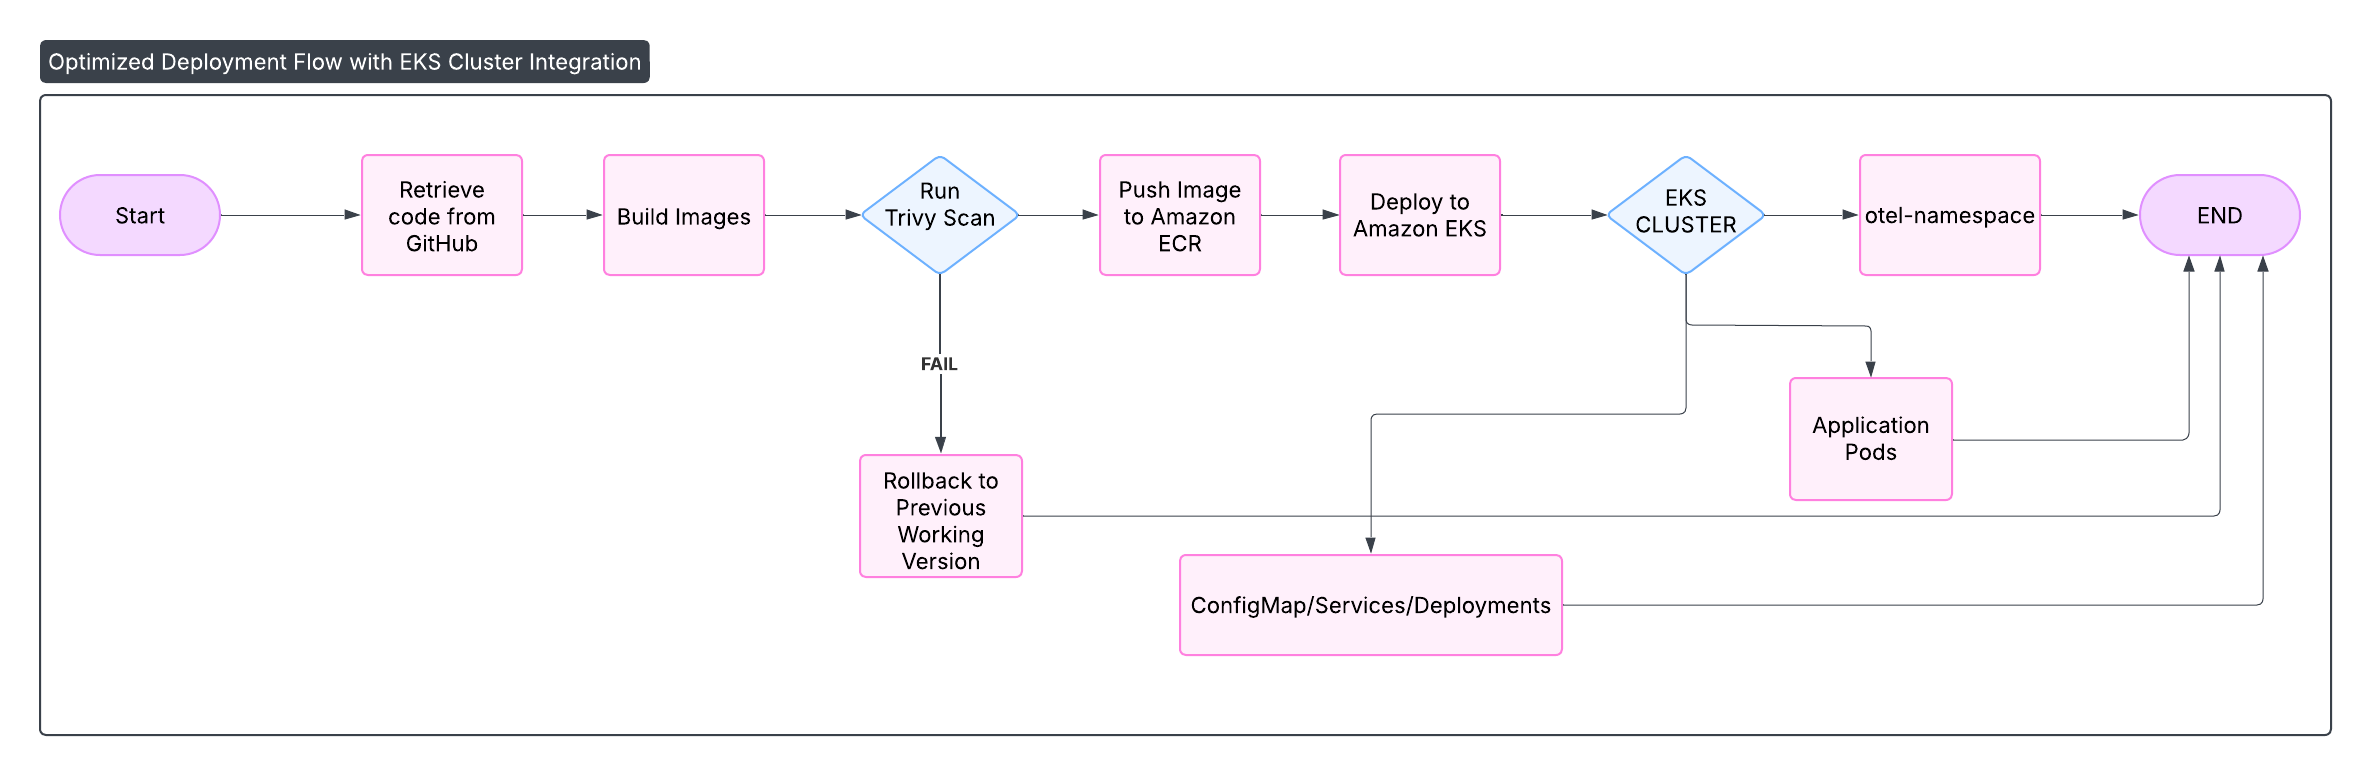 Optimized Deployment Flow with EKS Cluster Integration
Start
Retrieve
code from
GitHub
Build Images
Run
Trivy Scan
Push Image
to Amazon
ECR
Deploy to
Amazon EKS
EKS
CLUSTER
otel-namespace
END
FAIL
Application
Pods
Rollback to
Previous
Working
Version
ConfigMap/Services/Deployments